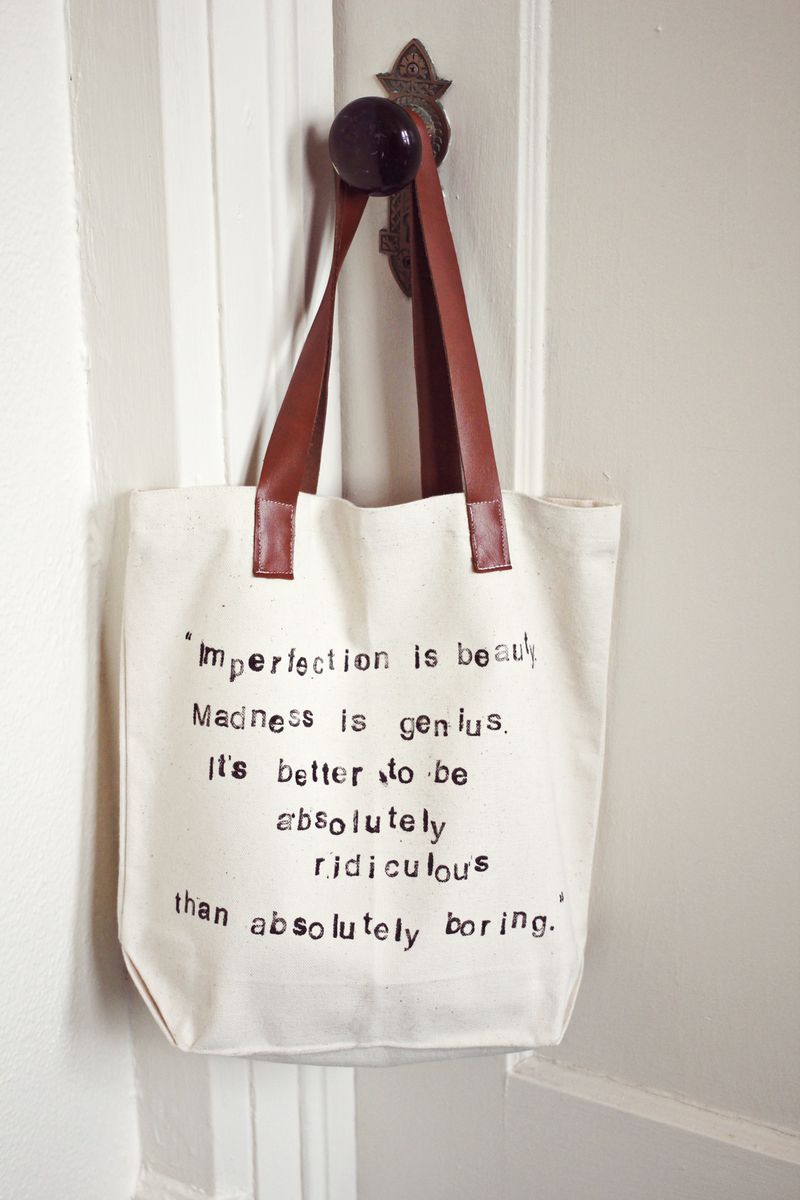 "Imperfection is beauty.
Madness is genius.
It's better to be
absolutely
ridiculous
than absolutely boring."